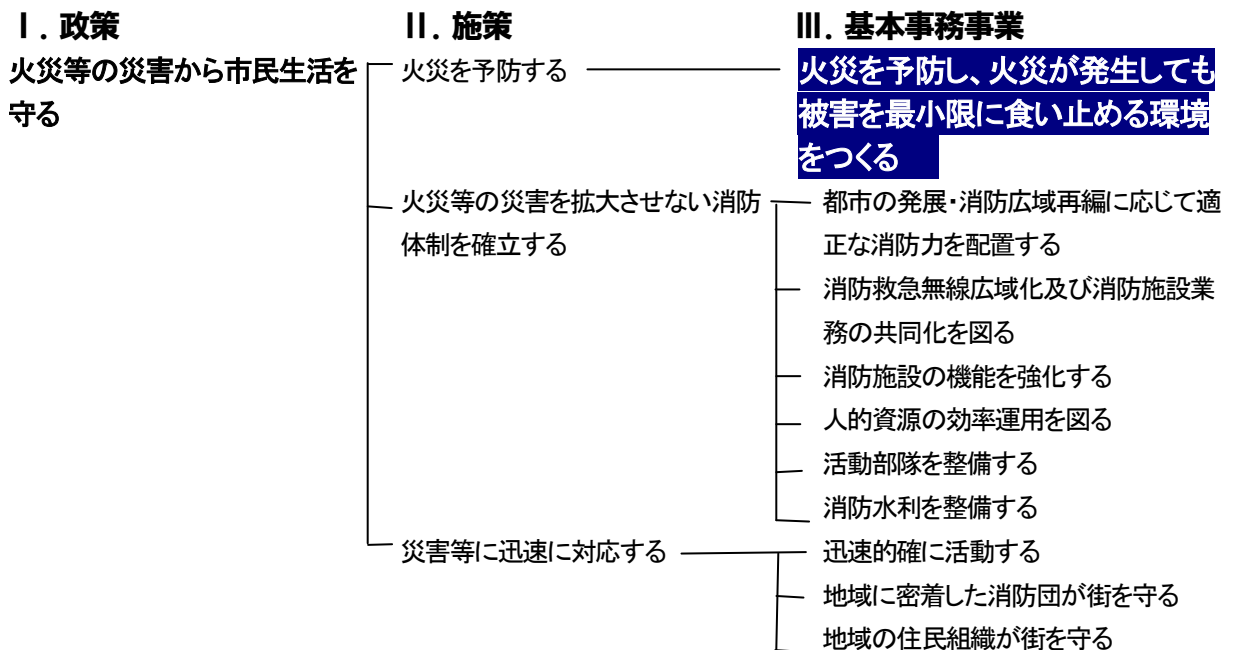 Ⅰ．政策
Ⅱ．施策
Ⅲ．基本事務事業
火災等の災害から市民生活を
守る
火災を予防する
火災を予防し、火災が発生しても
被害を最小限に食い止める環境
をつくる
火災等の災害を拡大させない消防
体制を確立する
都市の発展・消防広域再編に応じて適
正な消防力を配置する
消防救急無線広域化及び消防施設業
務の共同化を図る
消防施設の機能を強化する
人的資源の効率運用を図る
活動部隊を整備する
消防水利を整備する
災害等に迅速に対応する
迅速的確に活動する
地域に密着した消防団が街を守る
地域の住民組織が街を守る